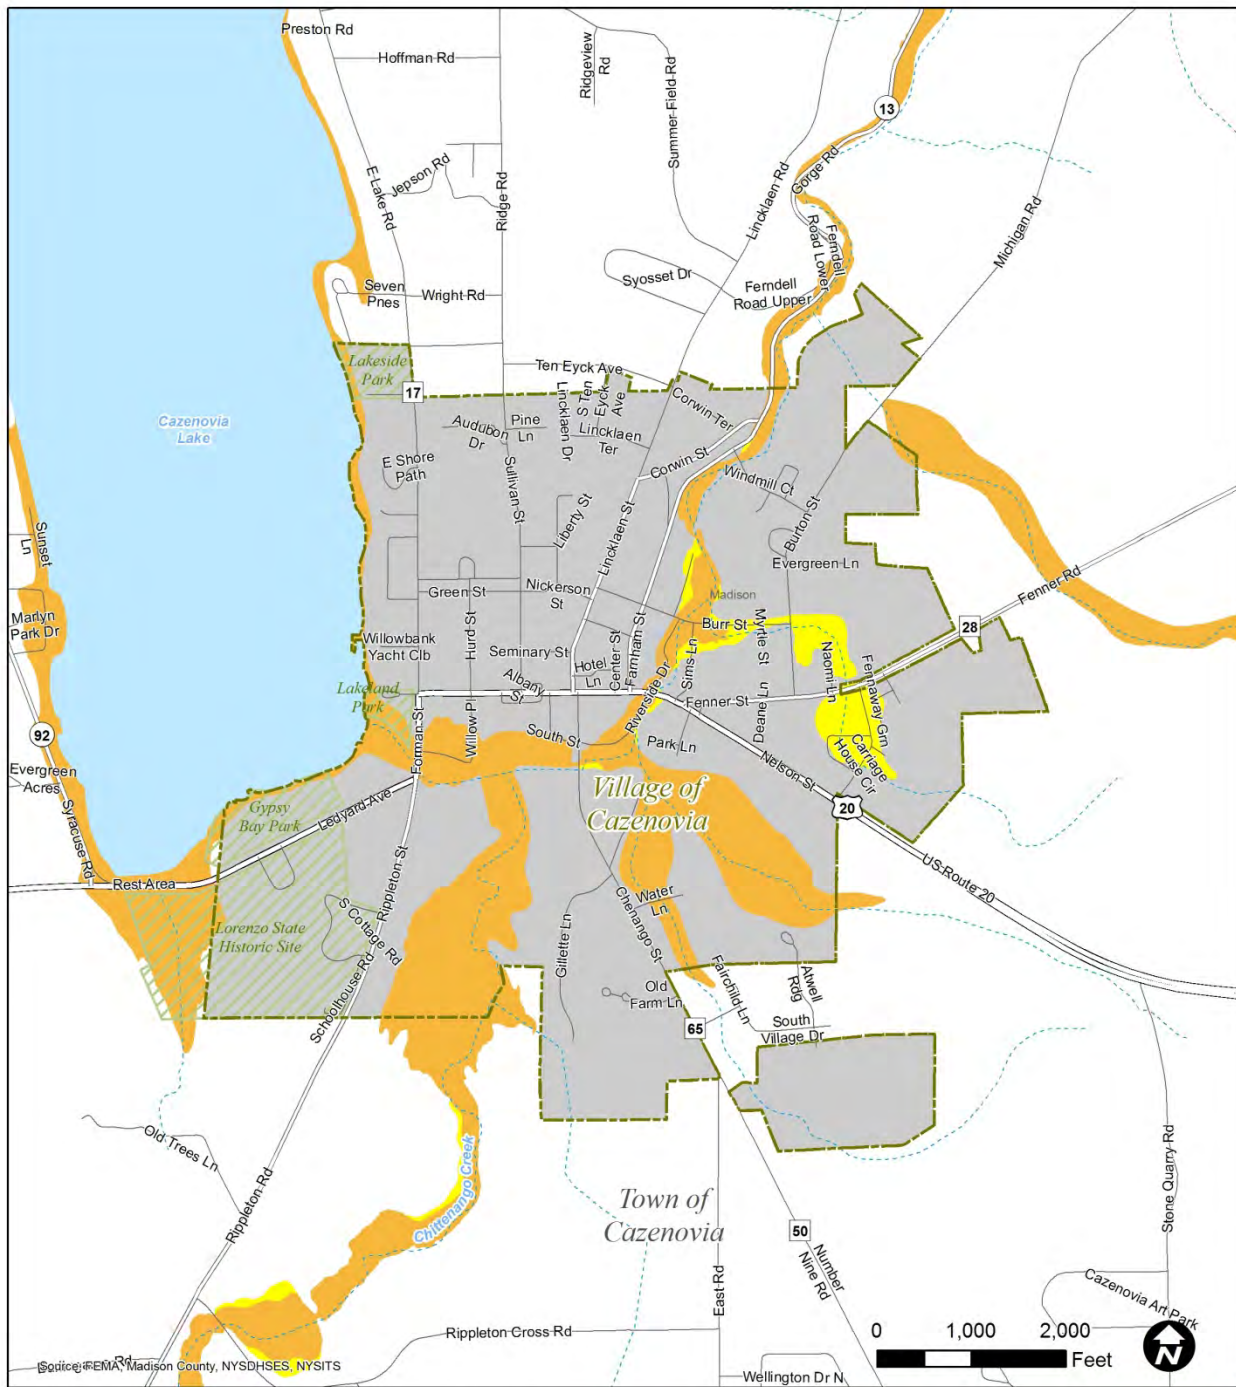 Preston Rd
Hoffman Rd
Ridgeview
Rd
Summer Field Rd
13
Gorge Rd
Jepson Rd
E Lake Rd
Ridge Rd
Lincklaen Rd
Michigan Rd
Ferndell
Road Lower
Syosset Dr
Ferndell
Road Upper
Seven
Pnes
Wright Rd
Lakeside
Park
17
Ten Eyck Ave
Lincklaen Dr
S Ten
Eyck
Ave
Corwin Ter
Cazenovia
Lake
Audubon
Dr
Pine
Ln
Lincklaen
Ter
E Shore
Path
Sullivan St
Corwin St
Windmill Ct
Liberty St
Lincklaen St
Burton St
Sunset
Ln
Evergreen Ln
Fenner Rd
Green St
Nickerson
St
Madison
Marlyn
Park Dr
Hurd St
Burr St
Myrtle St
28
Willowbank
Yacht Clb
Seminary St
Center St
Farnham St
Hotel
Ln
Sims Ln
Naomi Ln
Fennaway Grn
Lakeland
Park
Albany
St
Riverside Dr
Fenner St
Deane Ln
92
Forman St
Willow Pl
South St
Park Ln
Nelson St
Carriage
House Cir
Evergreen
Acres
Syracuse Rd
Gypsy
Bay Park
Ledyard Ave
Village of
Cazenovia
20
US Route 20
Rest Area
Rippleton St
Water
Ln
Chenango St
S Cottage Rd
Lorenzo State
Historic Site
Gillette Ln
Schoolhouse Rd
Fairchild Ln
Atwell
Rdg
Old
Farm Ln
65
South
Village Dr
Old Trees Ln
Chittenango Creek
Rippleton Rd
Town of
Cazenovia
50
Number
Nine Rd
East Rd
Stone Quarry Rd
Cazenovia Art Park
Rippleton Cross Rd
0 1,000 2,000
Feet
N
Source: FEMA, Madison County, NYSDHSES, NYSITS
Wellington Dr N